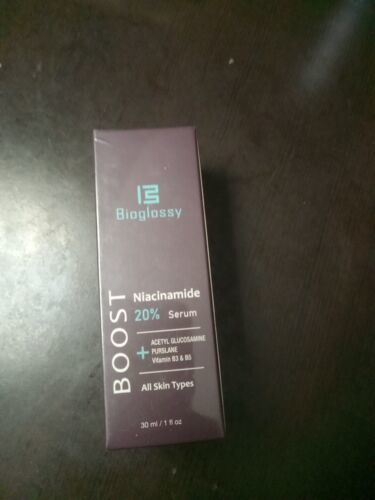 Bioglossy
BOOST
Niacinamide
20% Serum
+
ACETYL GLUCOSAMINE
PURSLANE
Vitamin B3 & B5
All Skin Types
30 ml / 1 fl oz